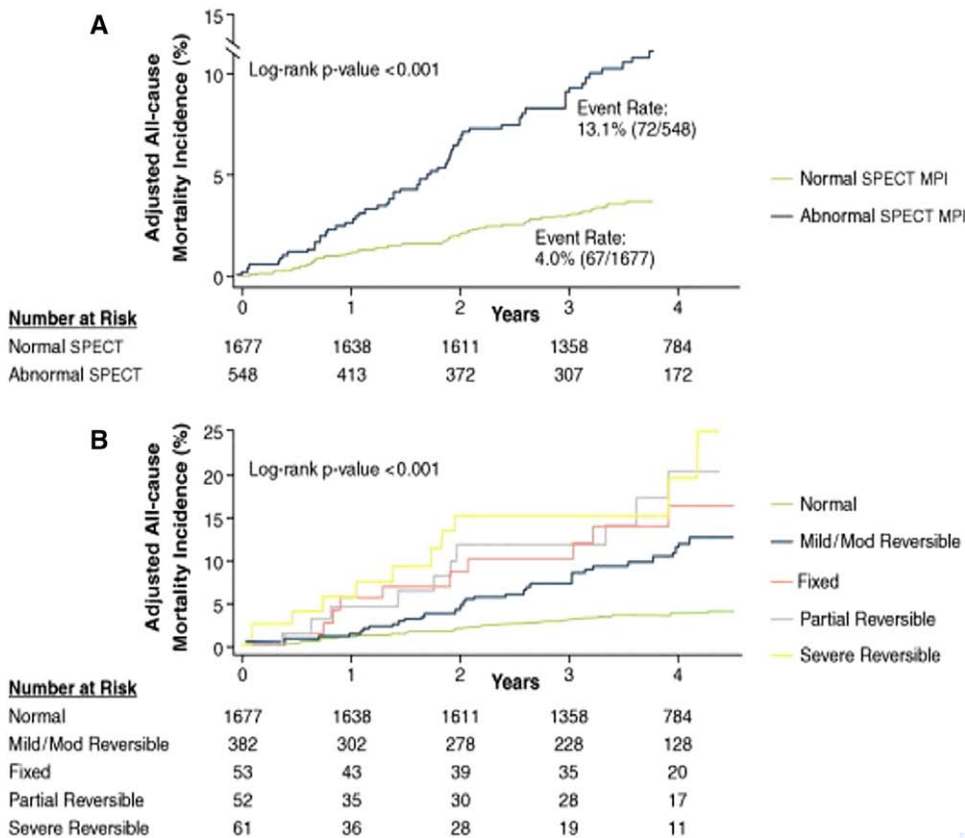 A
Adjusted All-cause
Mortality Incidence (%)
15
10
5
0
Log-rank p-value <0.001
Event Rate:
13.1% (72/548)
Event Rate:
4.0% (67/1677)
Normal SPECT MPI
Abnormal SPECT MPI
0 1 2 3 4
Years
Number at Risk
Normal SPECT 1677 1638 1611 1358 784
Abnormal SPECT 548 413 372 307 172
B
Adjusted All-cause
Mortality Incidence (%)
25
20
15
10
5
0
Log-rank p-value <0.001
Normal
Mild/Mod Reversible
Fixed
Partial Reversible
Severe Reversible
0 1 2 3 4
Years
Number at Risk
Normal 1677 1638 1611 1358 784
Mild/Mod Reversible 382 302 278 228 128
Fixed 53 43 39 35 20
Partial Reversible 52 35 30 28 17
Severe Reversible 61 36 28 19 11